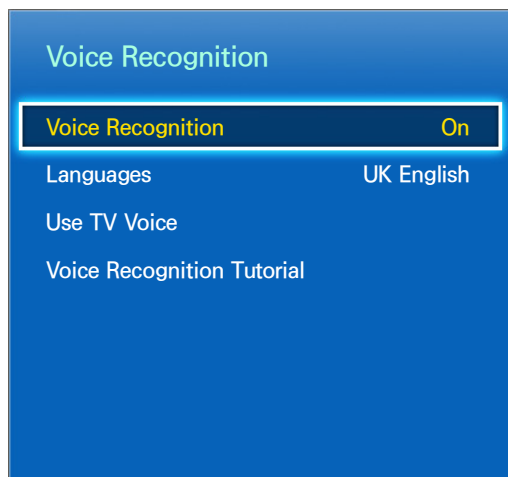 Voice Recognition
Voice Recognition On
Languages UK English
Use TV Voice
Voice Recognition Tutorial